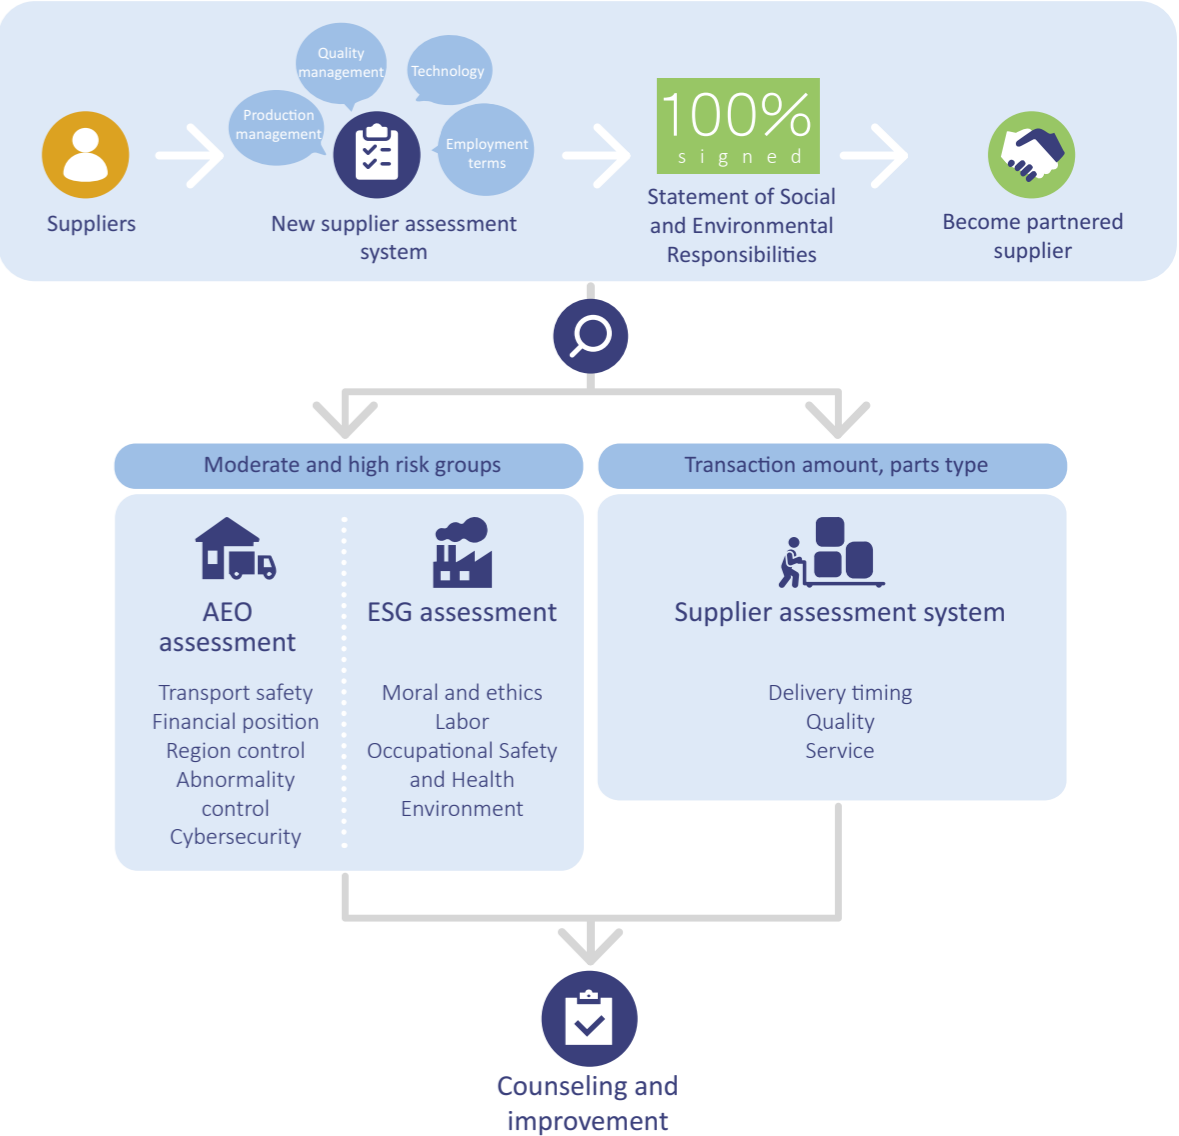 Quality
management
Technology
Production
management
Employment
terms
100%
signed
Suppliers
New supplier assessment
system
Statement of Social
and Environmental
Responsibilities
Become partnered
supplier
Moderate and high risk groups
Transaction amount, parts type
AEO
assessment
ESG assessment
Supplier assessment system
Transport safety
Financial position
Region control
Abnormality
control
Cybersecurity
Moral and ethics
Labor
Occupational Safety
and Health
Environment
Delivery timing
Quality
Service
Counseling and
improvement